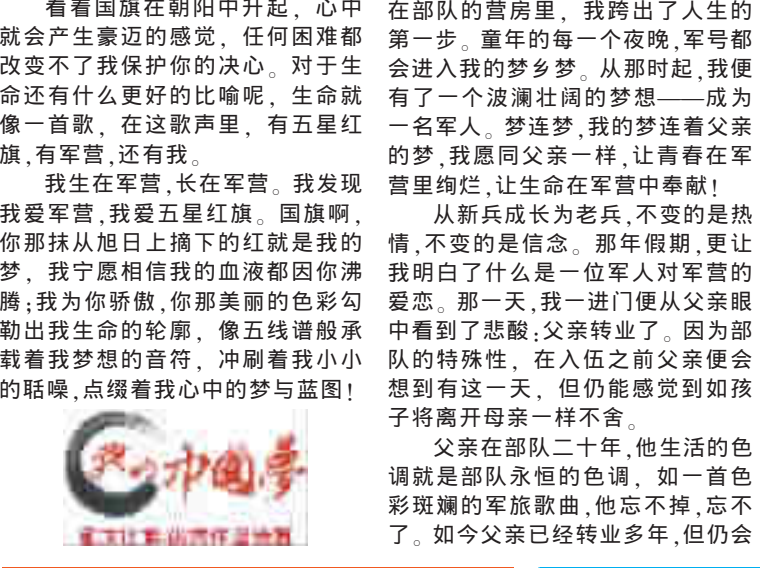 看着国旗在朝阳中升起，心中
就会产生豪迈的感觉，任何困难都
改变不了我保护你的决心。对于生
命还有什么更好的比喻呢，生命就
像一首歌，在这歌声里，有五星红
旗,有军营,还有我。
我生在军营,长在军营。我发现
我爱军营,我爱五星红旗。国旗啊,
你那抹从旭日上摘下的红就是我的
梦，我宁愿相信我的血液都因你沸
腾;我为你骄傲,你那美丽的色彩勾
勒出我生命的轮廓，像五线谱般承
载着我梦想的音符，冲刷着我小小
的聒噪,点缀着我心中的梦与蓝图!
我的中国梦
在部队的营房里，我跨出了人生的
第一步。童年的每一个夜晚,军号都
会进入我的梦乡梦。从那时起,我便
有了一个波澜壮阔的梦想——成为
一名军人。梦连梦,我的梦连着父亲
的梦,我愿同父亲一样,让青春在军
营里绚烂,让生命在军营中奉献!
从新兵成长为老兵,不变的是热
情,不变的是信念。那年假期,更让
我明白了什么是一位军人对军营的
爱恋。那一天,我一进门便从父亲眼
中看到了悲酸:父亲转业了。因为部
队的特殊性，在入伍之前父亲便会
想到有这一天，但仍能感觉到如孩
子将离开母亲一样不舍。
父亲在部队二十年,他生活的色
调就是部队永恒的色调，如一首色
彩斑斓的军旅歌曲,他忘不掉,忘不
了。如今父亲已经转业多年,但仍会